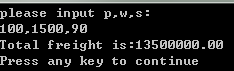 please input p,w,s:
100,1500,90
Total freight is:13500000.00
Press any key to continue